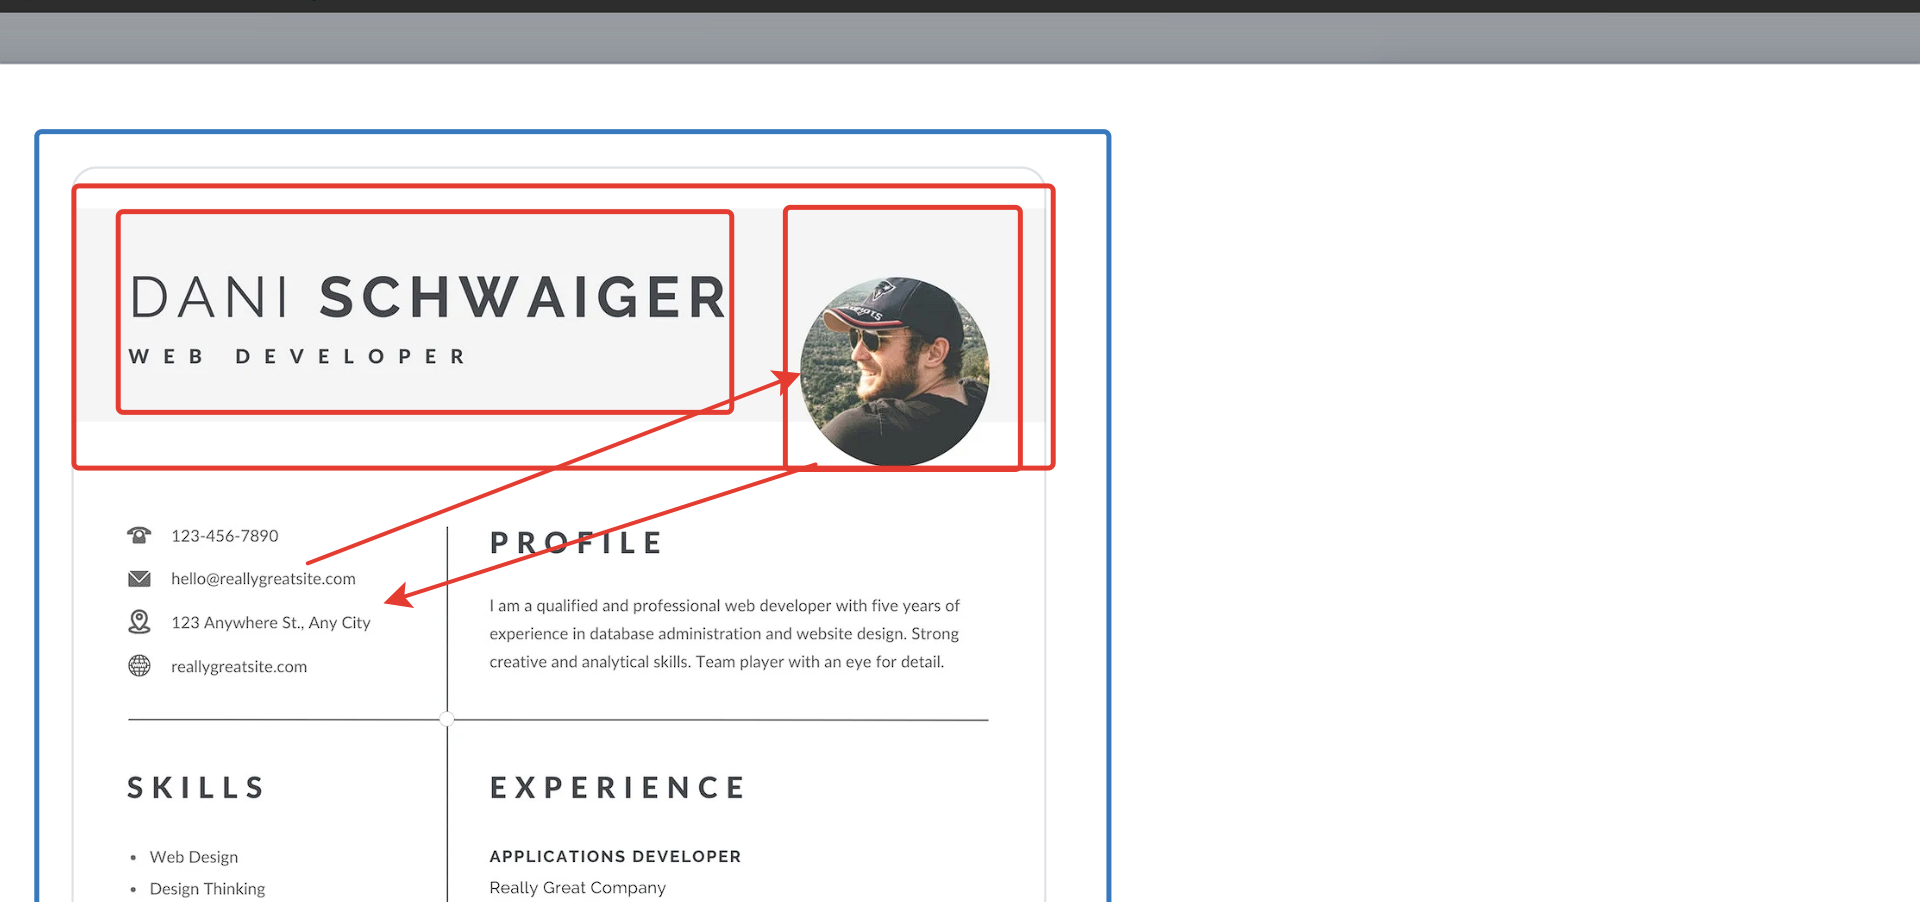 DANI SCHWAIGER
WEB DEVELOPER
123-456-7890
hello@reallygreatsite.com
123 Anywhere St., Any City
reallygreatsite.com
PROFILE
I am a qualified and professional web developer with five years of
experience in database administration and website design. Strong
creative and analytical skills. Team player with an eye for detail.
SKILLS
Web Design
Design Thinking
EXPERIENCE
APPLICATIONS DEVELOPER
Really Great Company